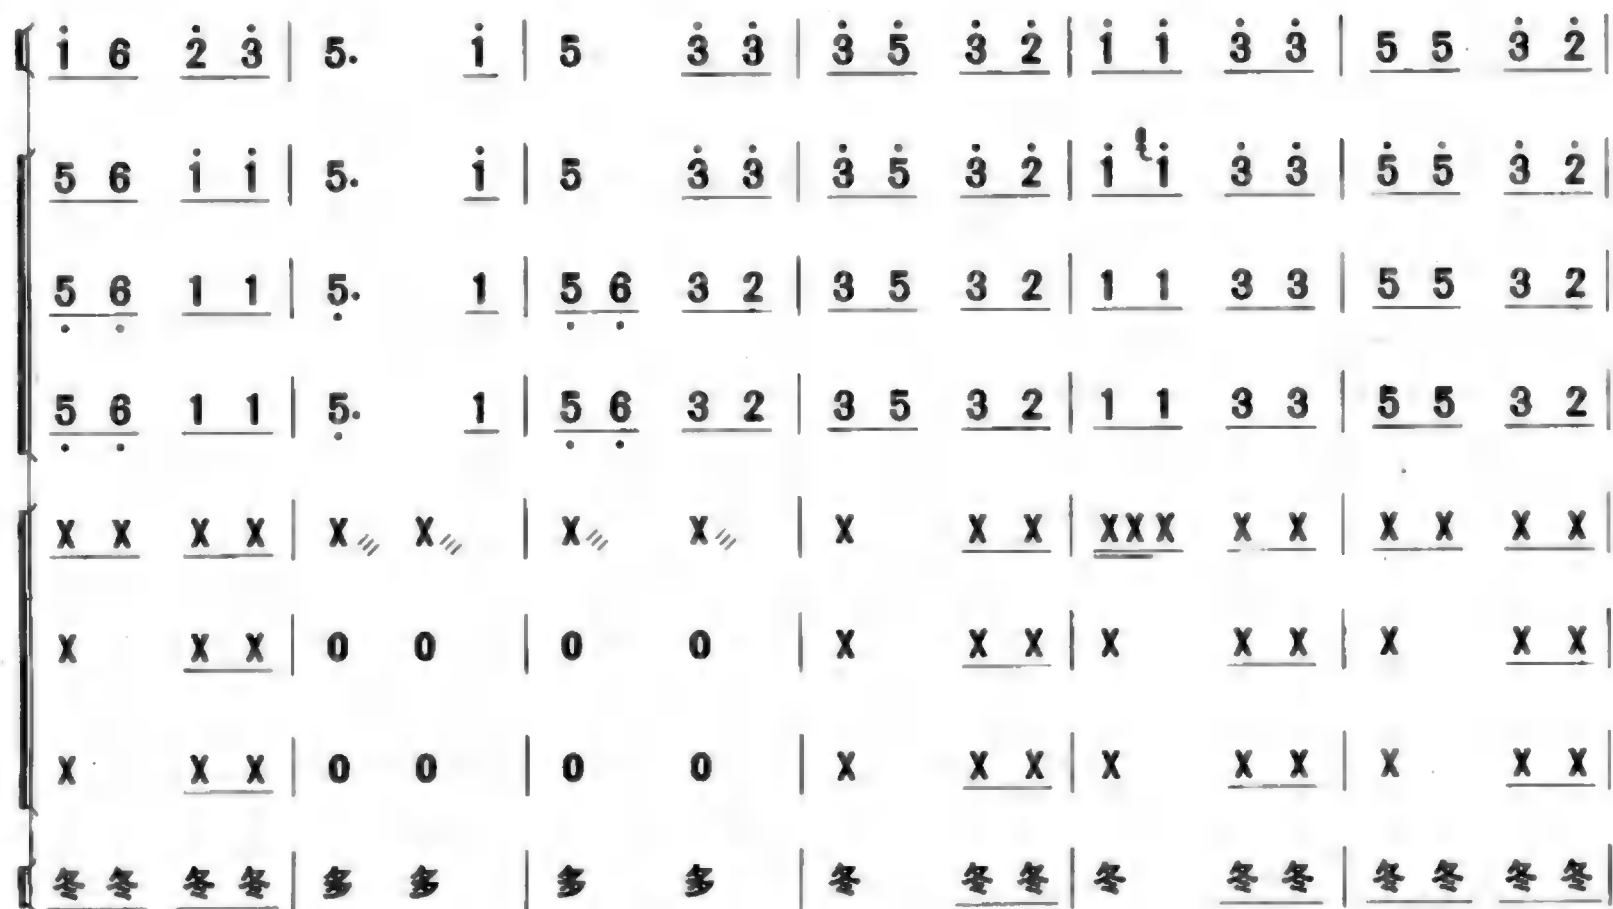 i̇ 6 2̇ 3̇ | 5. i̇ | 5 3̇ 3̇ | 3̇ 5̇ 3̇ 2̇ | i̇ i̇ 3̇ 3̇ | 5 5 3̇ 2̇ |
5 6 i̇ i̇ | 5. i̇ | 5 3̇ 3̇ | 3̇ 5̇ 3̇ 2̇ | i̇ i̇ 3̇ 3̇ | 5̇ 5̇ 3̇ 2̇ |
5̣ 6̣ 1 1 | 5̣. 1 | 5̣ 6̣ 3 2 | 3 5 3 2 | 1 1 3 3 | 5 5 3 2 |
5̣ 6̣ 1 1 | 5̣. 1 | 5̣ 6̣ 3 2 | 3 5 3 2 | 1 1 3 3 | 5 5 3 2 |
X X X X | X/// X/// | X/// X/// | X X X | XXX X X | X X X X |
X X X | 0 0 | 0 0 | X X X | X X X | X X X |
X X X | 0 0 | 0 0 | X X X | X X X | X X X |
冬 冬 冬 冬 | 多 多 | 多 多 | 冬 冬 冬 | 冬 冬 冬 | 冬 冬 冬 冬 |